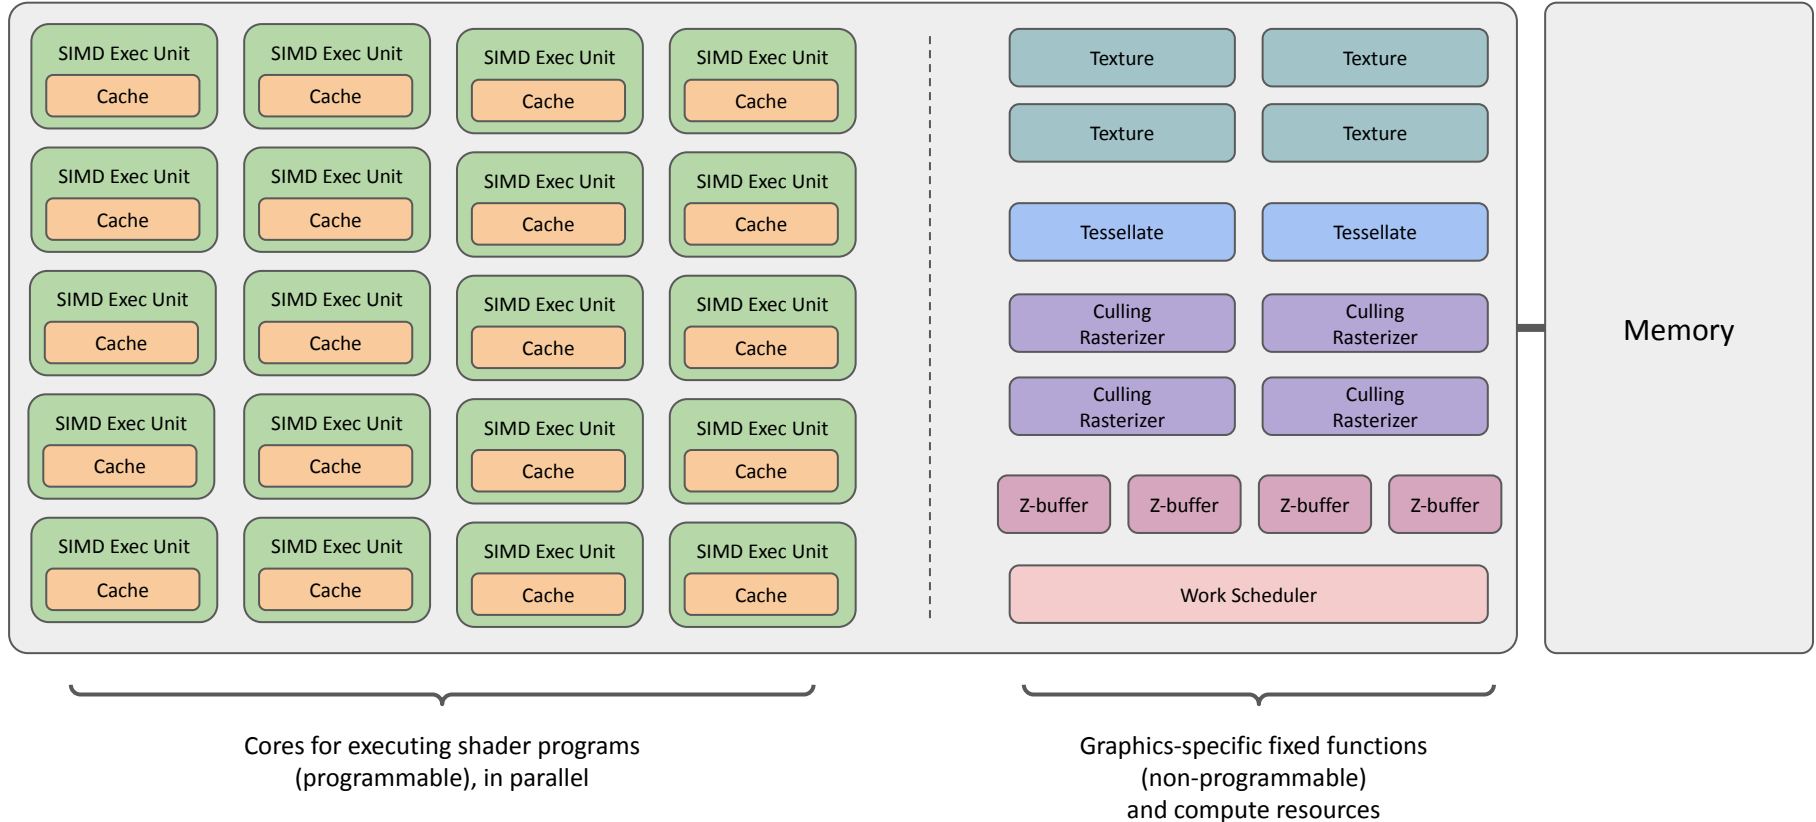 SIMD Exec Unit
Cache
SIMD Exec Unit
Cache
SIMD Exec Unit
Cache
SIMD Exec Unit
Cache
SIMD Exec Unit
Cache
SIMD Exec Unit
Cache
SIMD Exec Unit
Cache
SIMD Exec Unit
Cache
SIMD Exec Unit
Cache
SIMD Exec Unit
Cache
SIMD Exec Unit
Cache
SIMD Exec Unit
Cache
SIMD Exec Unit
Cache
SIMD Exec Unit
Cache
SIMD Exec Unit
Cache
SIMD Exec Unit
Cache
SIMD Exec Unit
Cache
SIMD Exec Unit
Cache
SIMD Exec Unit
Cache
SIMD Exec Unit
Cache
Texture
Texture
Texture
Texture
Tessellate
Tessellate
Culling
Rasterizer
Culling
Rasterizer
Culling
Rasterizer
Culling
Rasterizer
Z-buffer
Z-buffer
Z-buffer
Z-buffer
Work Scheduler
Memory
Cores for executing shader programs
(programmable), in parallel
Graphics-specific fixed functions
(non-programmable)
and compute resources